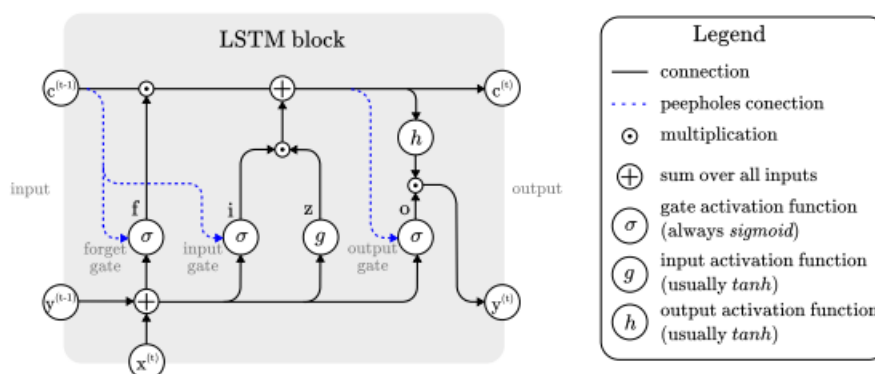 LSTM block
c(t-1)
c(t)
h
input
output
f
i
z
o
σ
σ
g
σ
forget
gate
input
gate
output
gate
y(t-1)
y(t)
x(t)
Legend
connection
peepholes conection
multiplication
sum over all inputs
σ
gate activation function
(always sigmoid)
g
input activation function
(usually tanh)
h
output activation function
(usually tanh)